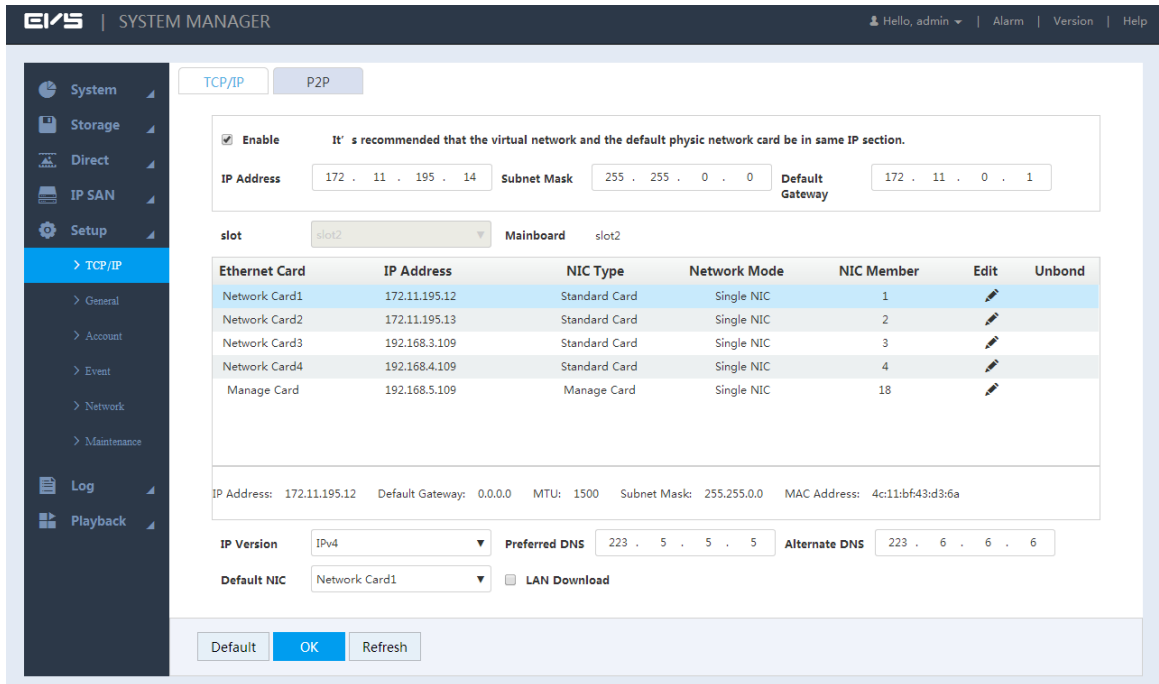 EVS | SYSTEM MANAGER Hello, admin | Alarm | Version | Help
System
Storage
Direct
IP SAN
Setup
> TCP/IP
> General
> Account
> Event
> Network
> Maintenance
Log
Playback
TCP/IP P2P
Enable It' s recommended that the virtual network and the default physic network card be in same IP section.
IP Address 172 . 11 . 195 . 14 Subnet Mask 255 . 255 . 0 . 0 Default Gateway 172 . 11 . 0 . 1
slot slot2 Mainboard slot2
Ethernet Card IP Address NIC Type Network Mode NIC Member Edit Unbond
Network Card1 172.11.195.12 Standard Card Single NIC 1
Network Card2 172.11.195.13 Standard Card Single NIC 2
Network Card3 192.168.3.109 Standard Card Single NIC 3
Network Card4 192.168.4.109 Standard Card Single NIC 4
Manage Card 192.168.5.109 Manage Card Single NIC 18
IP Address: 172.11.195.12 Default Gateway: 0.0.0.0 MTU: 1500 Subnet Mask: 255.255.0.0 MAC Address: 4c:11:bf:43:d3:6a
IP Version IPv4 Preferred DNS 223 . 5 . 5 . 5 Alternate DNS 223 . 6 . 6 . 6
Default NIC Network Card1 LAN Download
Default OK Refresh